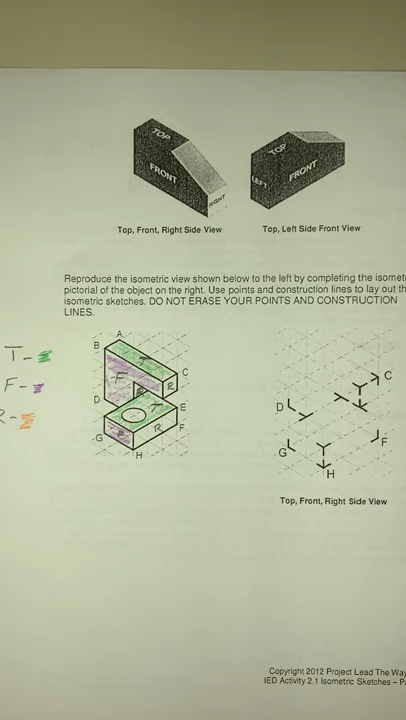 TOP
FRONT
RIGHT
TOP
LEFT
FRONT
Top, Front, Right Side View
Top, Left Side Front View
Reproduce the isometric view shown below to the left by completing the isomet
pictorial of the object on the right. Use points and construction lines to lay out th
isometric sketches. DO NOT ERASE YOUR POINTS AND CONSTRUCTION
LINES.
A
B
T
T-
F
C
R
F-
D
T
E
R-
F
R
G
F
H
C
D
F
G
H
Top, Front, Right Side View
Copyright 2012 Project Lead The Way
IED Activity 2.1 Isometric Sketches – Pa